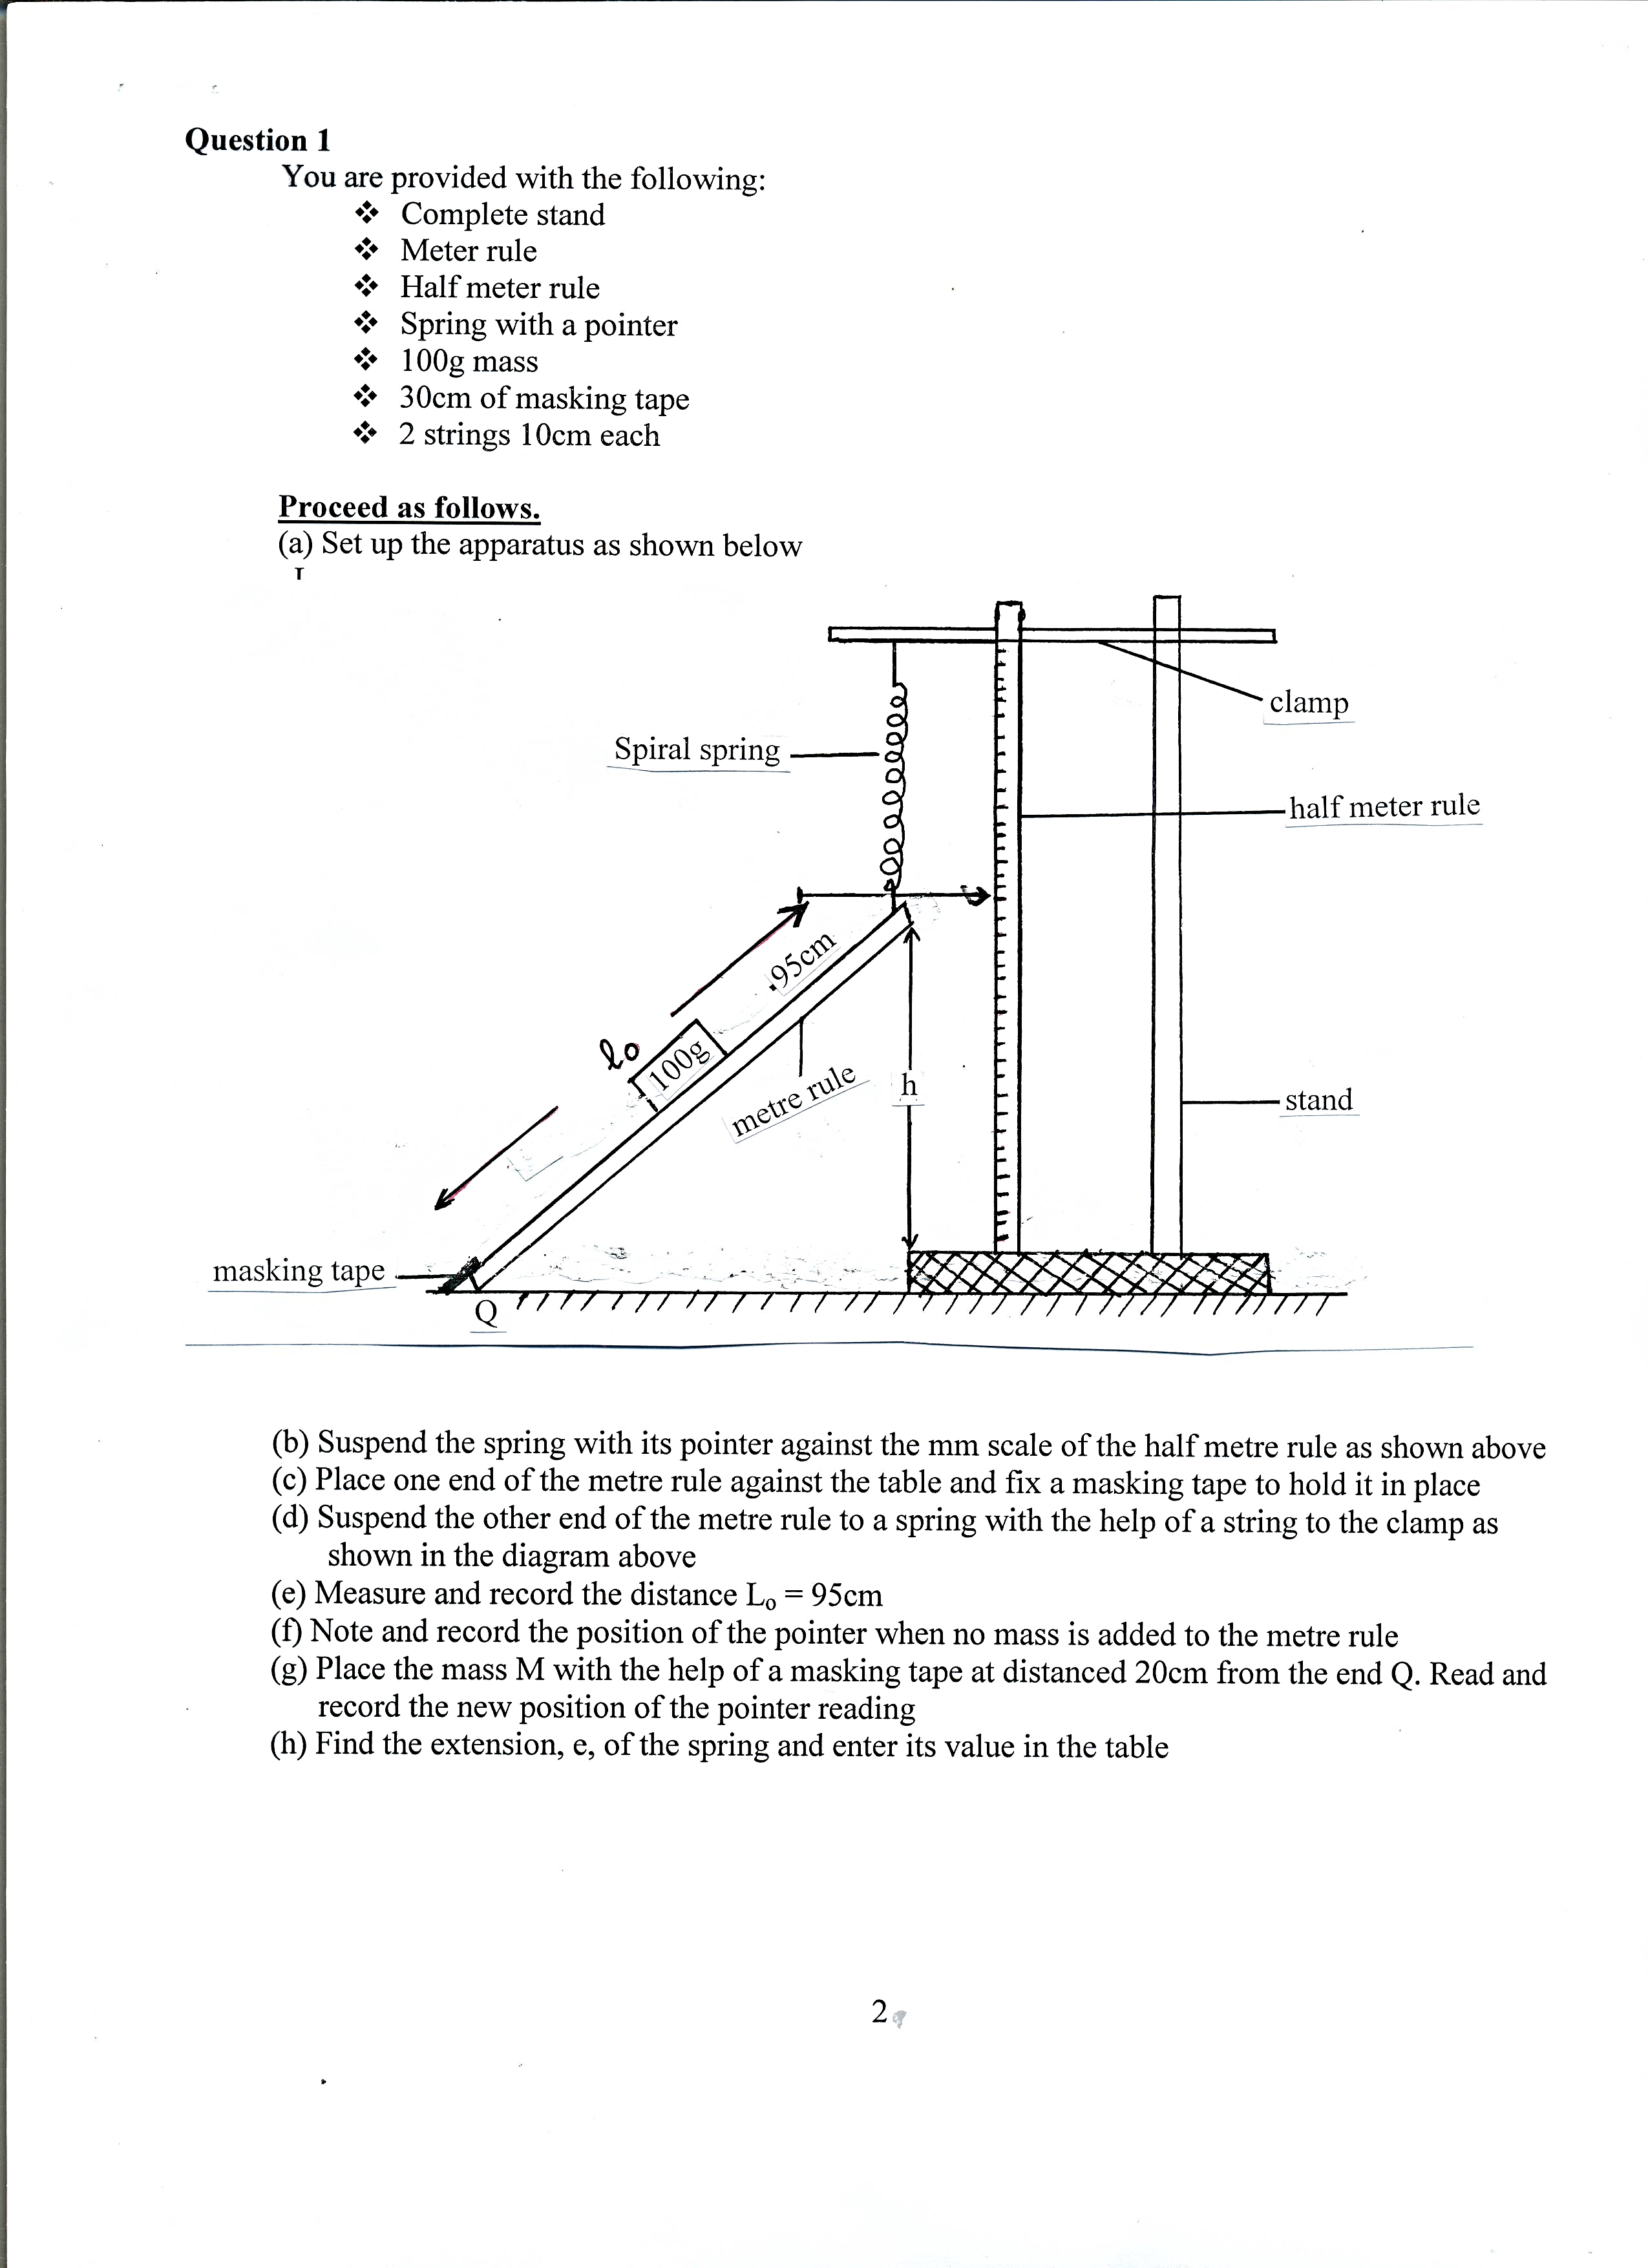 Question 1
You are provided with the following:
❖ Complete stand
❖ Meter rule
❖ Half meter rule
❖ Spring with a pointer
❖ 100g mass
❖ 30cm of masking tape
❖ 2 strings 10cm each
Proceed as follows.
(a) Set up the apparatus as shown below
clamp
Spiral spring
half meter rule
.95cm
lo
100g
metre rule
h
stand
masking tape
Q
(b) Suspend the spring with its pointer against the mm scale of the half metre rule as shown above
(c) Place one end of the metre rule against the table and fix a masking tape to hold it in place
(d) Suspend the other end of the metre rule to a spring with the help of a string to the clamp as
shown in the diagram above
(e) Measure and record the distance Lₒ = 95cm
(f) Note and record the position of the pointer when no mass is added to the metre rule
(g) Place the mass M with the help of a masking tape at distanced 20cm from the end Q. Read and
record the new position of the pointer reading
(h) Find the extension, e, of the spring and enter its value in the table
2